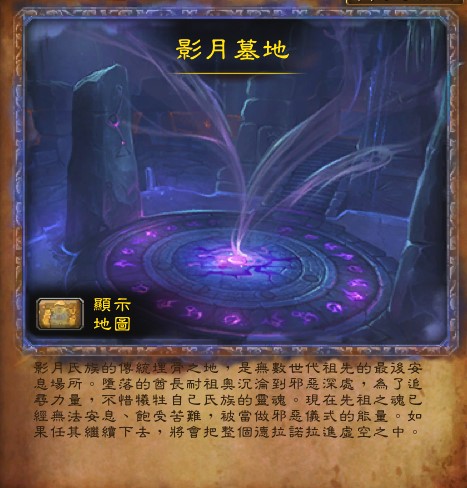 影月墓地
顯示
地圖
影月氏族的傳統埋骨之地，是無數世代祖先的最後安
息場所。墮落的酋長耐祖奧沉淪到邪惡深處，為了追
尋力量，不惜犧牲自己氏族的靈魂。現在先祖之魂已
經無法安息、飽受苦難，被當做邪惡儀式的能量。如
果任其繼續下去，將會把整個德拉諾拉進虛空之中。